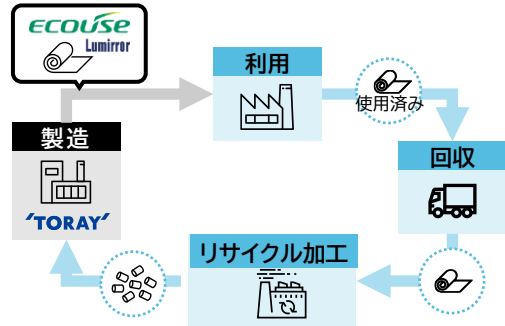 ECOUSE
Lumirror
利用
使用済み
製造
回収
'TORAY'
リサイクル加工